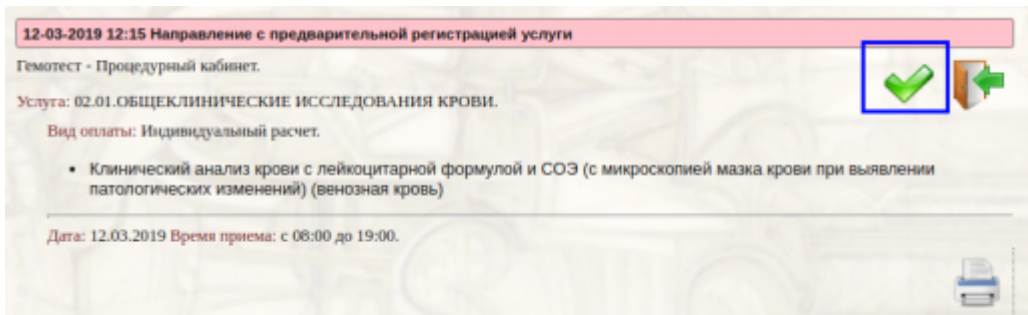 12-03-2019 12:15 Направление с предварительной регистрацией услуги
Гемотест - Процедурный кабинет.
Услуга: 02.01.ОБЩЕКЛИНИЧЕСКИЕ ИССЛЕДОВАНИЯ КРОВИ.
Вид оплаты: Индивидуальный расчет.
• Клинический анализ крови с лейкоцитарной формулой и СОЭ (с микроскопией мазка крови при выявлении
патологических изменений) (венозная кровь)
Дата: 12.03.2019 Время приема: с 08:00 до 19:00.